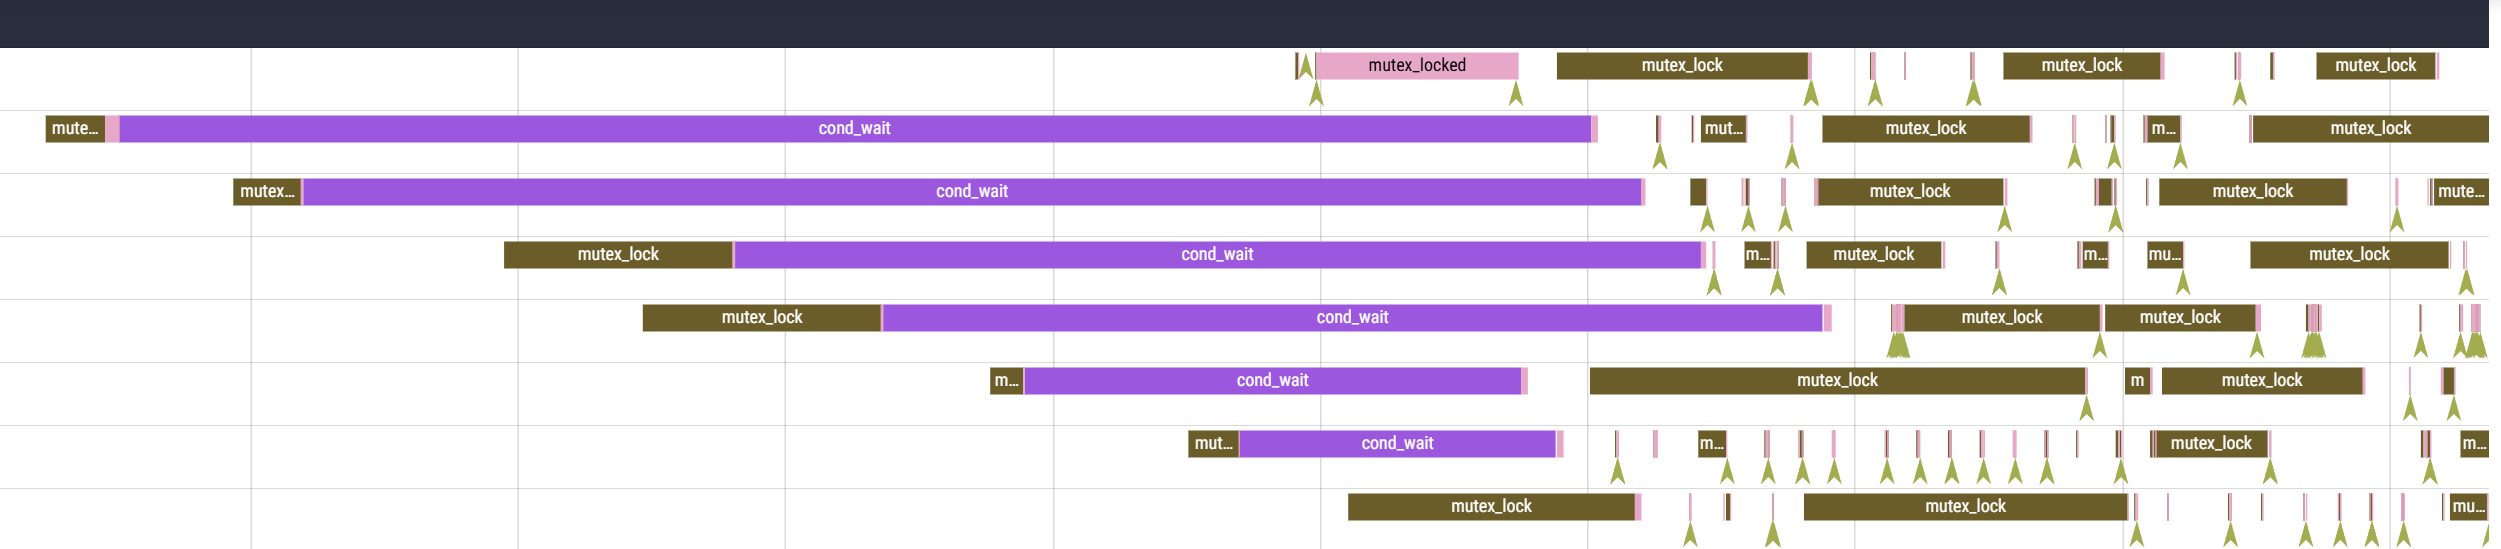 mutex_locked mutex_lock mutex_lock mutex_lock
mute... cond_wait mut... mutex_lock m... mutex_lock
mutex... cond_wait mutex_lock mutex_lock mute...
mutex_lock cond_wait m... mutex_lock m... mu... mutex_lock
mutex_lock cond_wait mutex_lock mutex_lock
m... cond_wait mutex_lock m mutex_lock
mut... cond_wait m... mutex_lock m...
mutex_lock mutex_lock mu...